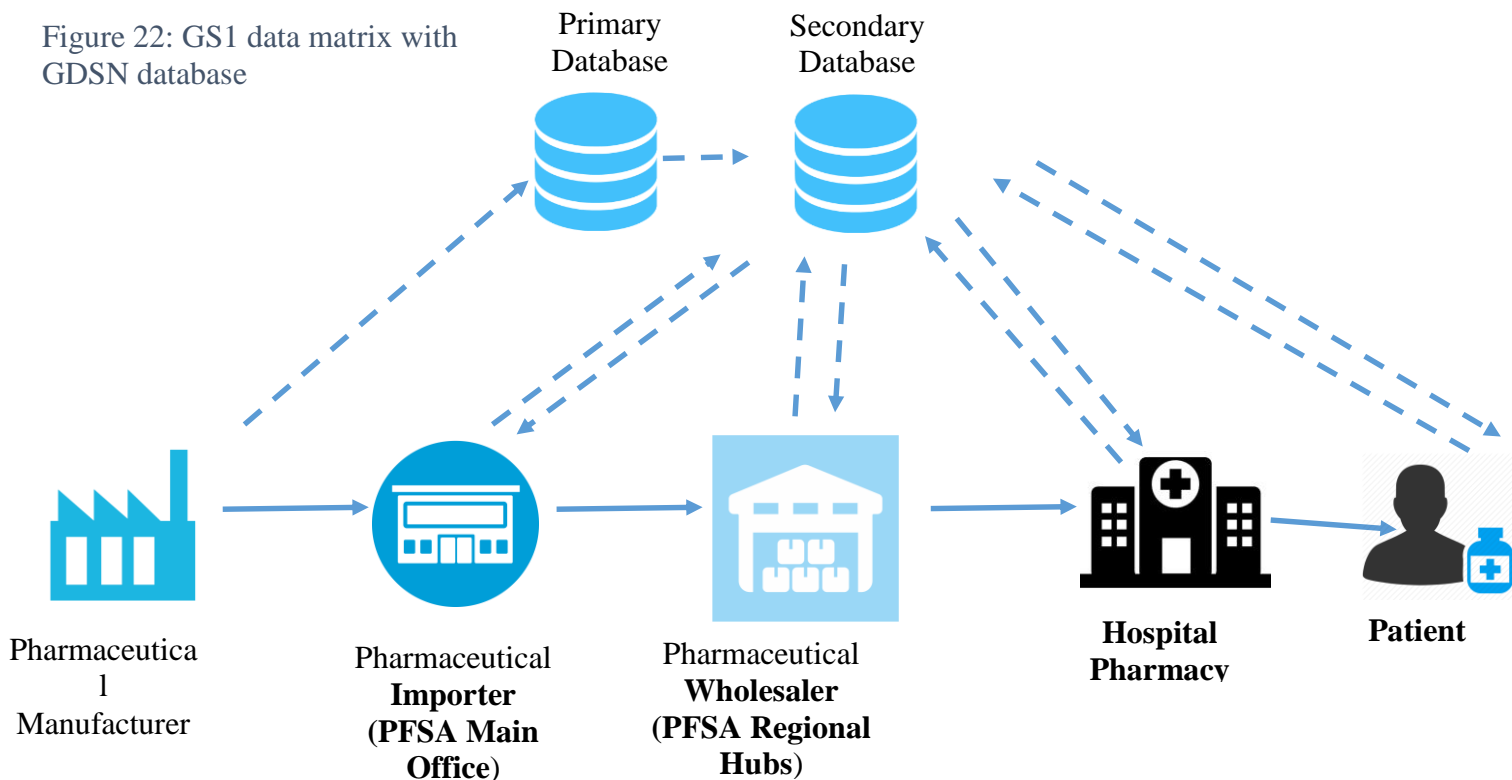 Figure 22: GS1 data matrix with
GDSN database
Primary
Database
Secondary
Database
Pharmaceutica
l
Manufacturer
Pharmaceutical
Importer
(PFSA Main
Office)
Pharmaceutical
Wholesaler
(PFSA Regional
Hubs)
Hospital
Pharmacy
Patient